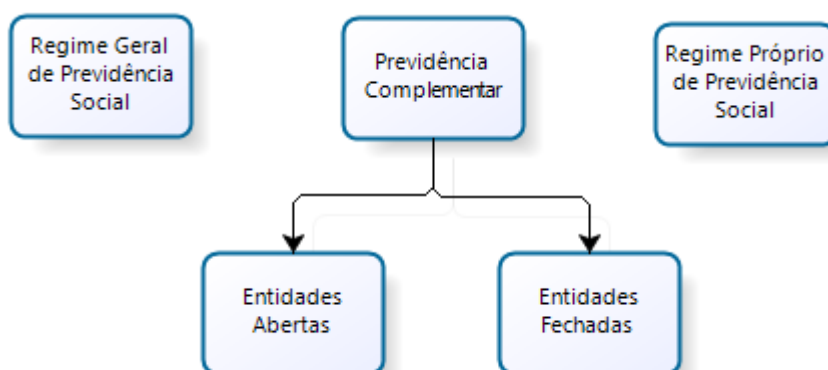 Regime Geral
de Previdência
Social
Previdência
Complementar
Regime Próprio
de Previdência
Social
Entidades
Abertas
Entidades
Fechadas